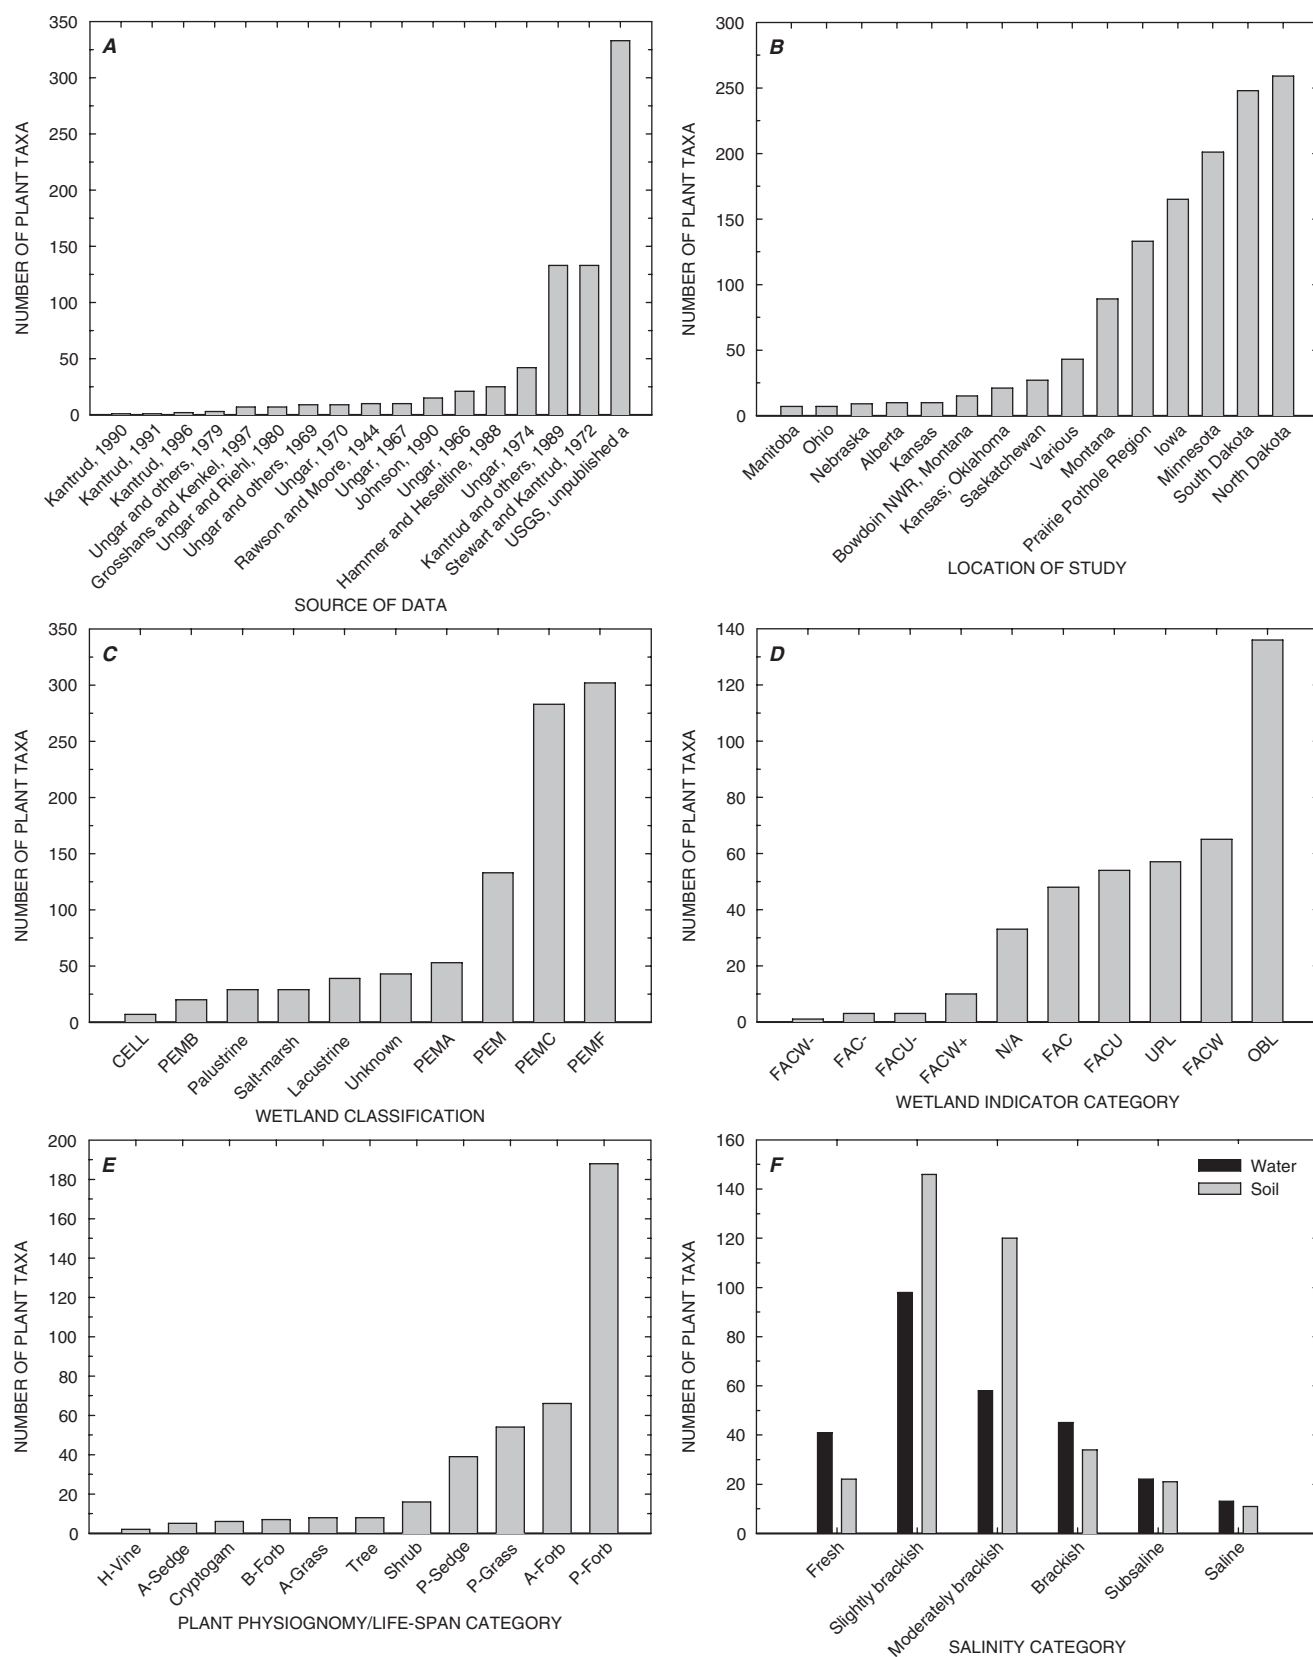 A
NUMBER OF PLANT TAXA
350
300
250
200
150
100
50
0
Kantrud, 1990
Kantrud, 1991
Kantrud, 1996
Ungar and others, 1979
Grosshans and Kenkel, 1997
Ungar and Riehl, 1980
Ungar and others, 1969
Ungar, 1970
Rawson and Moore, 1944
Ungar, 1967
Johnson, 1990
Ungar, 1966
Hammer and Heseltine, 1988
Ungar, 1974
Kantrud and others, 1989
Stewart and Kantrud, 1972
USGS, unpublished a
SOURCE OF DATA
B
NUMBER OF PLANT TAXA
300
250
200
150
100
50
0
Manitoba
Ohio
Nebraska
Alberta
Kansas
Bowdoin NWR, Montana
Kansas; Oklahoma
Saskatchewan
Various
Montana
Prairie Pothole Region
Iowa
Minnesota
South Dakota
North Dakota
LOCATION OF STUDY
C
NUMBER OF PLANT TAXA
350
300
250
200
150
100
50
0
CELL
PEMB
Palustrine
Salt-marsh
Lacustrine
Unknown
PEMA
PEM
PEMC
PEMF
WETLAND CLASSIFICATION
D
NUMBER OF PLANT TAXA
140
120
100
80
60
40
20
0
FACW-
FAC-
FACU-
FACW+
N/A
FAC
FACU
UPL
FACW
OBL
WETLAND INDICATOR CATEGORY
E
NUMBER OF PLANT TAXA
200
180
160
140
120
100
80
60
40
20
0
H-Vine
A-Sedge
Cryptogam
B-Forb
A-Grass
Tree
Shrub
P-Sedge
P-Grass
A-Forb
P-Forb
PLANT PHYSIOGNOMY/LIFE-SPAN CATEGORY
F
Water
Soil
NUMBER OF PLANT TAXA
160
140
120
100
80
60
40
20
0
Fresh
Slightly brackish
Moderately brackish
Brackish
Subsaline
Saline
SALINITY CATEGORY